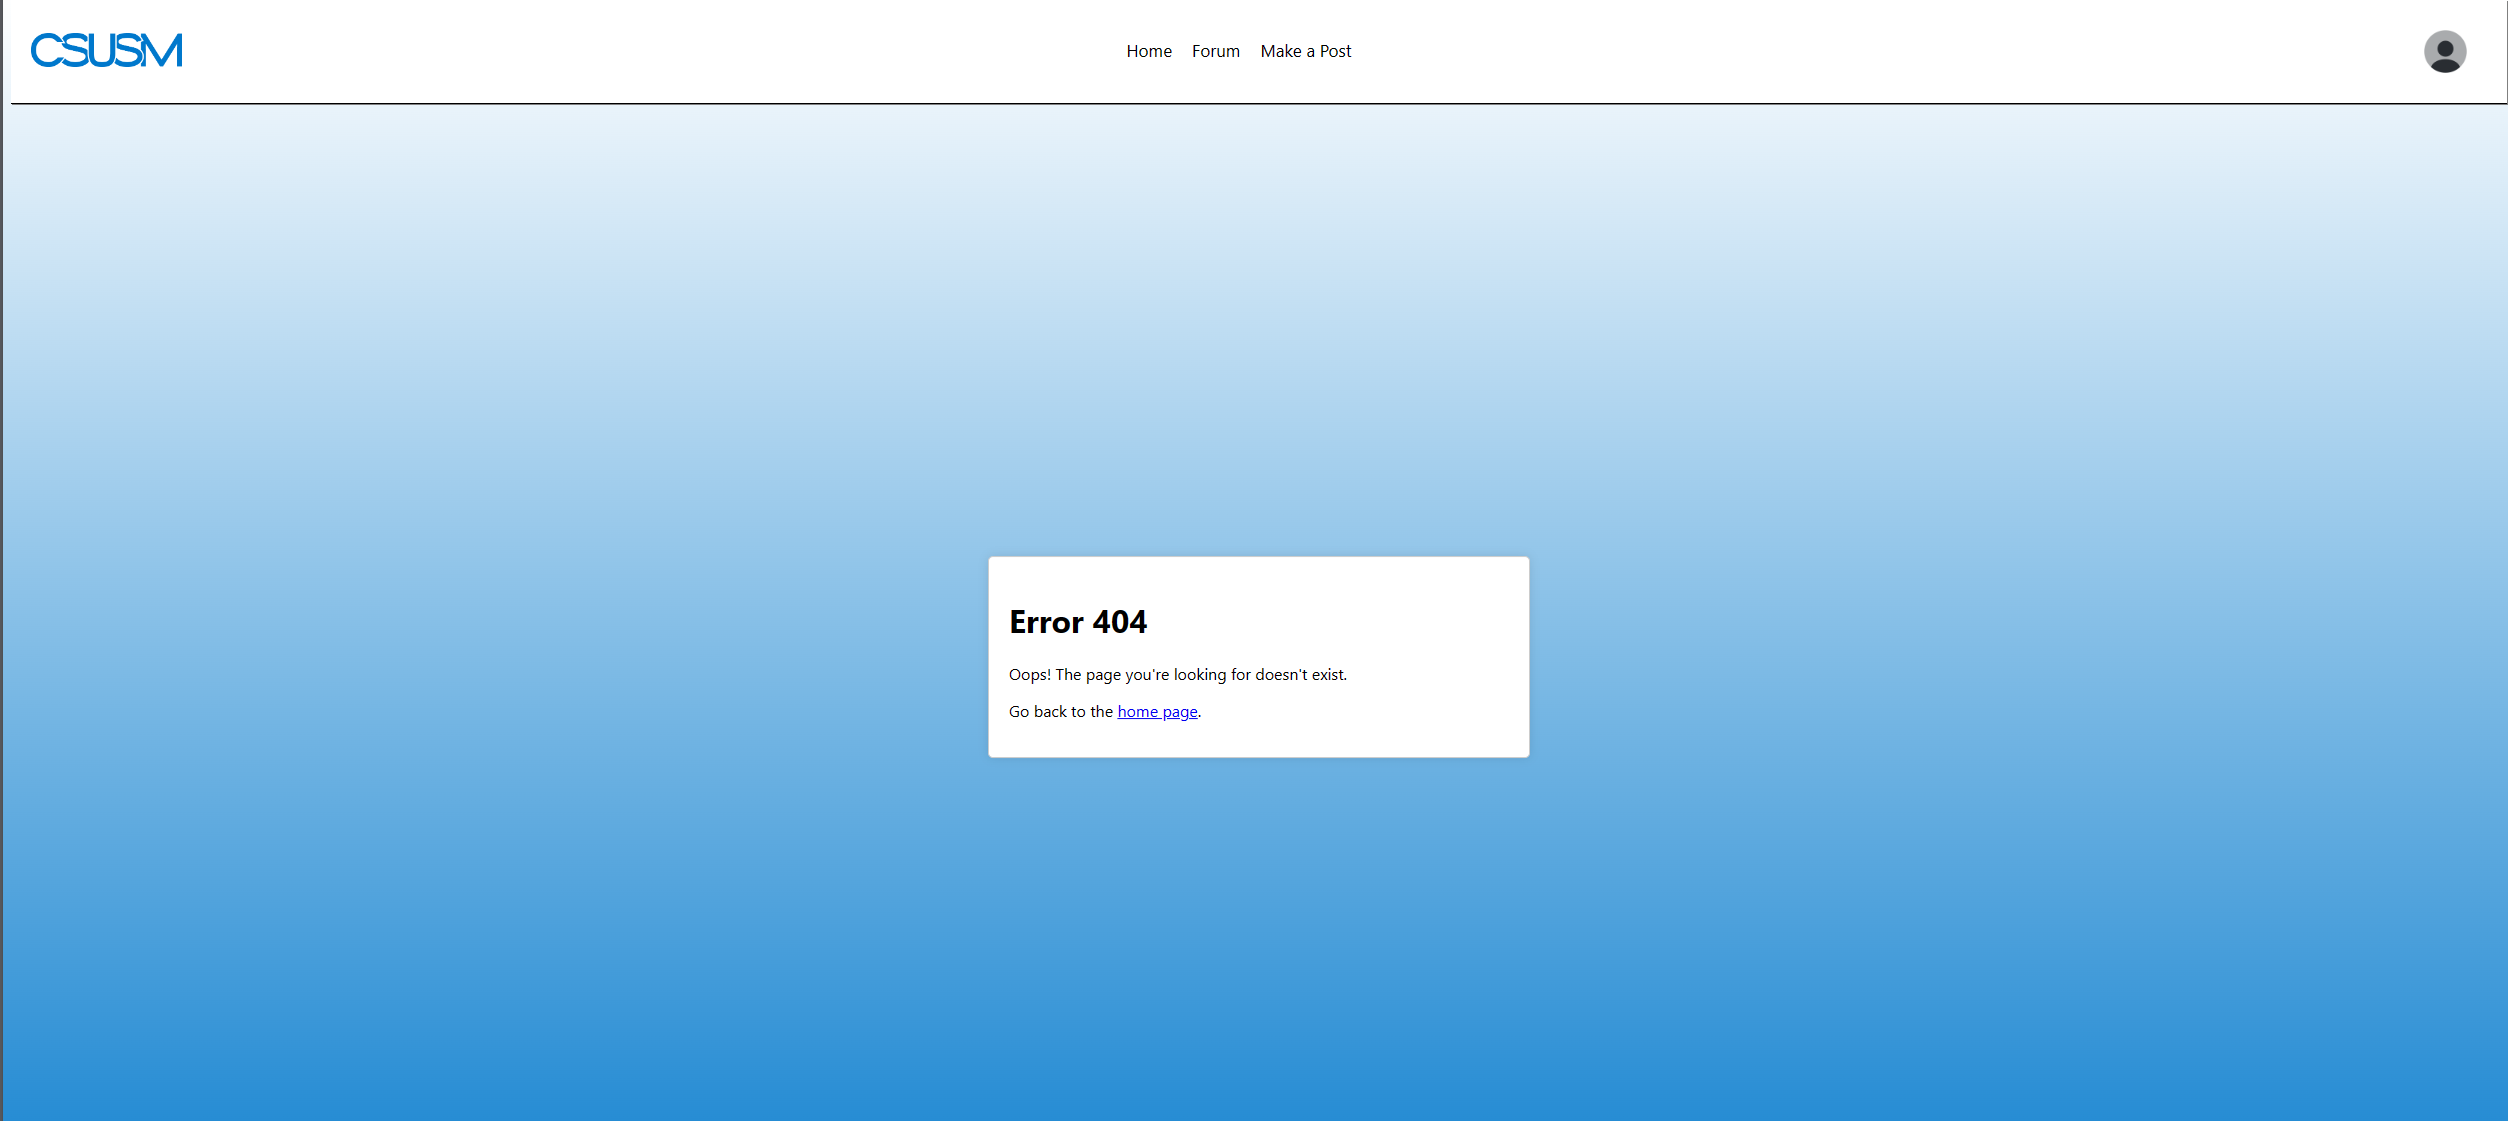 CSUSM
Home Forum Make a Post
Error 404
Oops! The page you're looking for doesn't exist.
Go back to the home page.